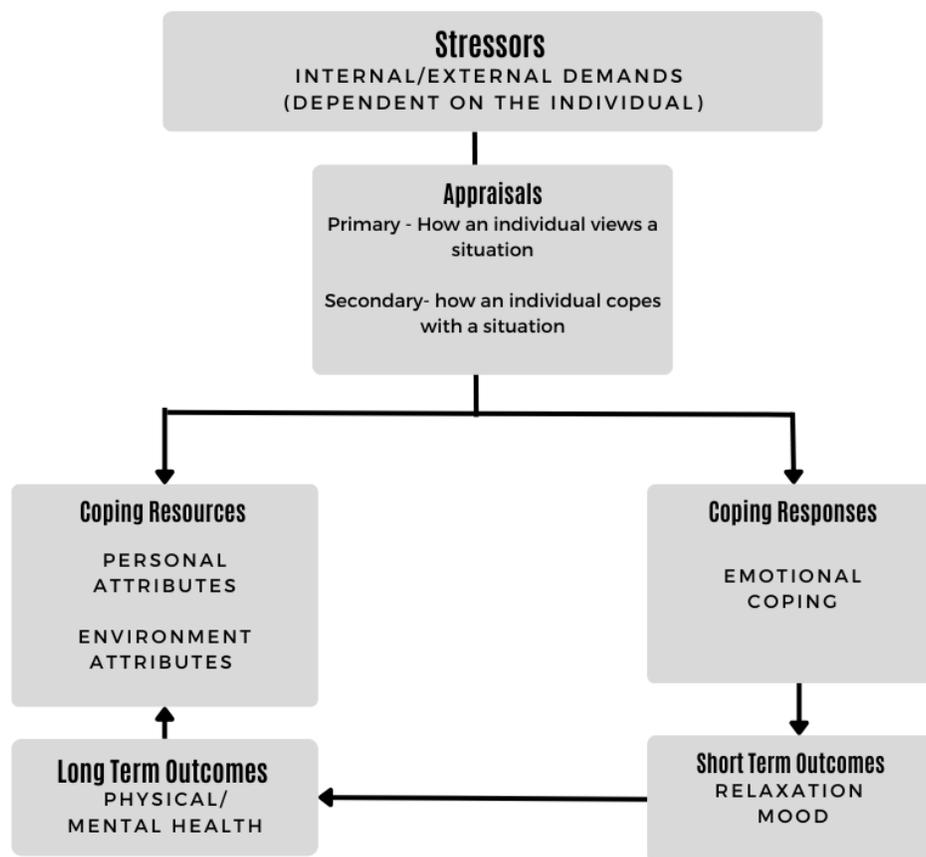 Stressors
INTERNAL/EXTERNAL DEMANDS
(DEPENDENT ON THE INDIVIDUAL)
Appraisals
Primary - How an individual views a
situation
Secondary- how an individual copes
with a situation
Coping Resources
PERSONAL
ATTRIBUTES
ENVIRONMENT
ATTRIBUTES
Coping Responses
EMOTIONAL
COPING
Long Term Outcomes
PHYSICAL/
MENTAL HEALTH
Short Term Outcomes
RELAXATION
MOOD